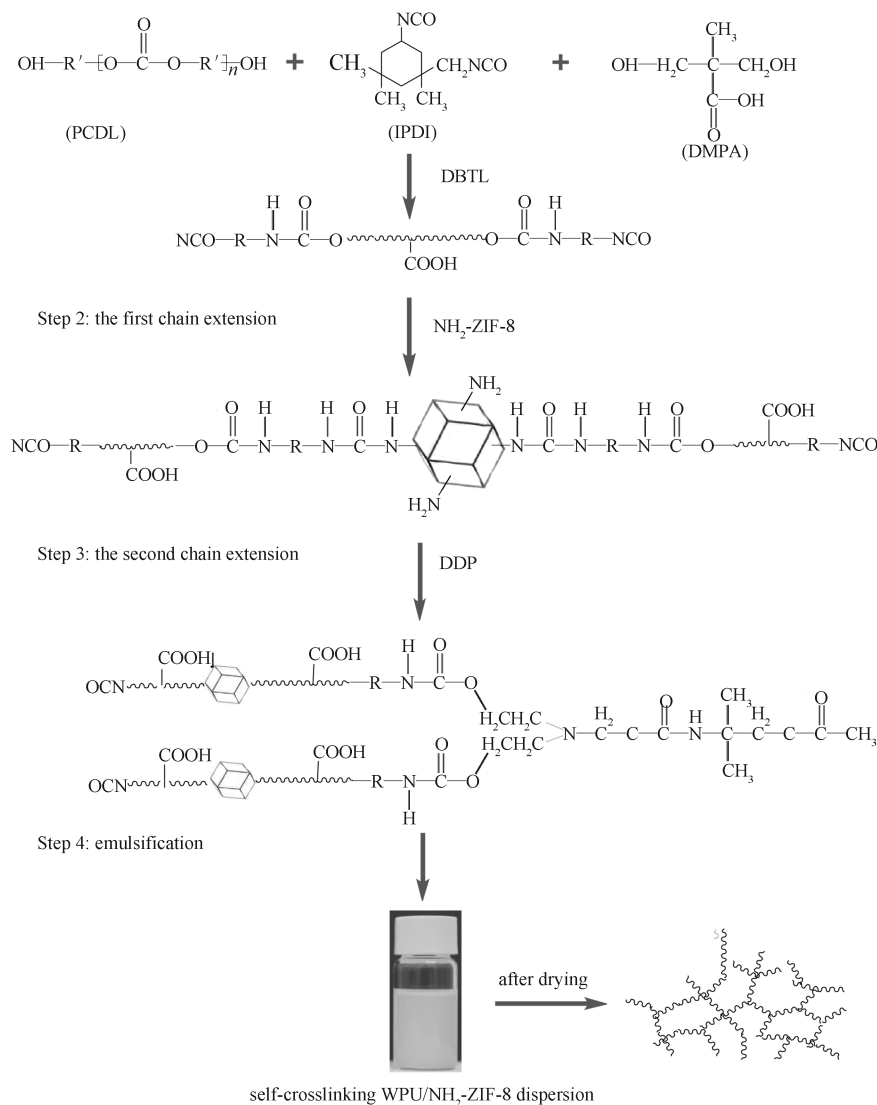 O NCO CH₃
OH—R′—[O—C—O—R′]ₙOH + CH₃ CH₂NCO + OH—H₂C—C—CH₂OH
CH₃ CH₃ C—OH
O
(PCDL) (IPDI) (DMPA)
DBTL
H O O H
NCO—R—N—C—O O—C—N—R—NCO
COOH
Step 2: the first chain extension NH₂-ZIF-8
NH₂
O H H O H H O H H O COOH
NCO—R O—C—N—R—N—C—N N—C—N—R—N—C—O R—NCO
COOH
H₂N
Step 3: the second chain extension DDP
COOH COOH H O
OCN R—N—C—O CH₃ O
H₂CH₂C H₂ O H H₂
N—C—C—C—N—C—C—C—C—CH₃
COOH COOH O H₂CH₂C CH₃
OCN R—N—C—O
H
Step 4: emulsification
S
after drying
S
self-crosslinking WPU/NH₂-ZIF-8 dispersion